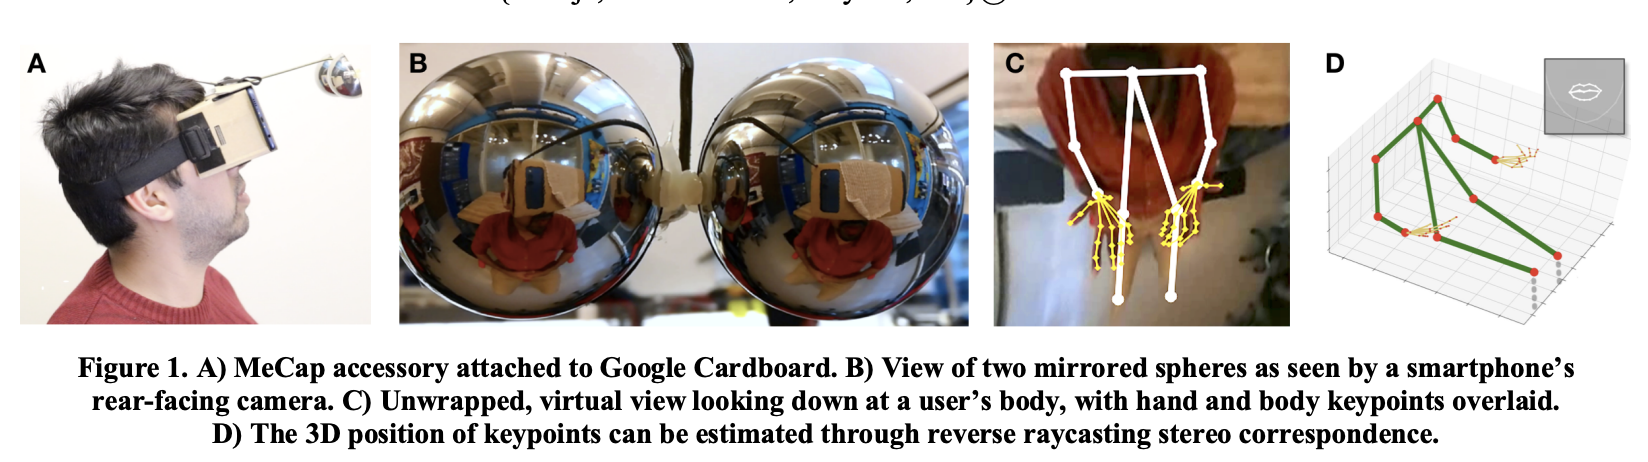 A
B
C
D
Figure 1. A) MeCap accessory attached to Google Cardboard. B) View of two mirrored spheres as seen by a smartphone’s
rear-facing camera. C) Unwrapped, virtual view looking down at a user’s body, with hand and body keypoints overlaid.
D) The 3D position of keypoints can be estimated through reverse raycasting stereo correspondence.